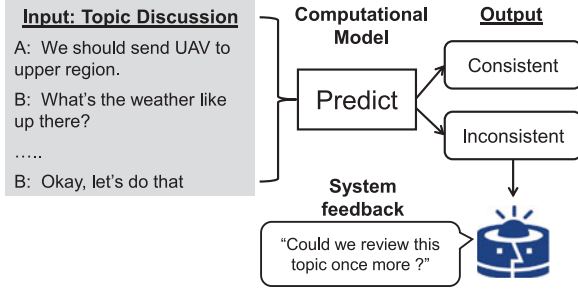 Input: Topic Discussion
A: We should send UAV to
upper region.
B: What's the weather like
up there?
.....
B: Okay, let's do that
Computational
Model
Predict
Output
Consistent
Inconsistent
System
feedback
“Could we review this
topic once more ?”